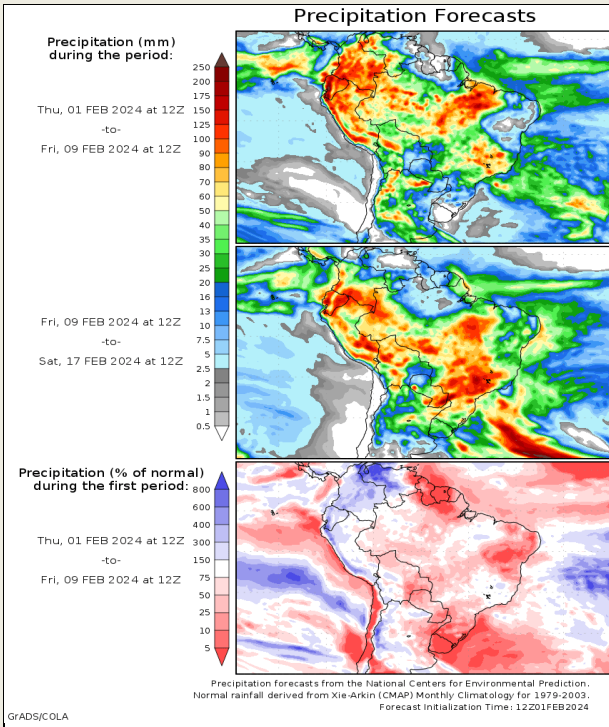 Precipitation Forecasts
Precipitation (mm)
during the period:
Thu, 01 FEB 2024 at 12Z
-to-
Fri, 09 FEB 2024 at 12Z
250
200
175
150
125
100
90
80
70
60
50
40
35
30
25
20
16
13
10
7.5
5
2.5
2
1.5
1
0.5
Fri, 09 FEB 2024 at 12Z
-to-
Sat, 17 FEB 2024 at 12Z
Precipitation (% of normal)
during the first period:
Thu, 01 FEB 2024 at 12Z
-to-
Fri, 09 FEB 2024 at 12Z
800
600
400
300
150
75
50
25
10
5
Precipitation forecasts from the National Centers for Environmental Prediction.
Normal rainfall derived from Xie-Arkin (CMAP) Monthly Climatology for 1979-2003.
Forecast Initialization Time: 12Z01FEB2024
GrADS/COLA